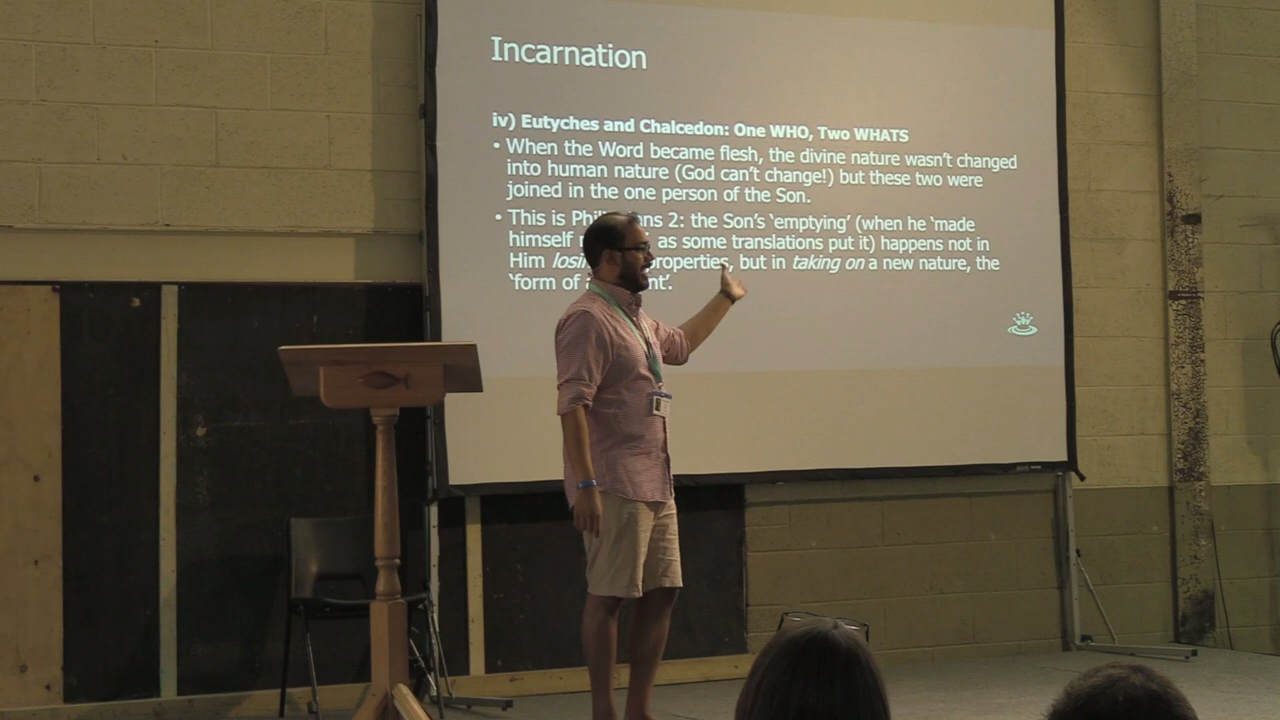 Incarnation
iv) Eutyches and Chalcedon: One WHO, Two WHATS
• When the Word became flesh, the divine nature wasn't changed
into human nature (God can't change!) but these two were
joined in the one person of the Son.
• This is 2: the Son's 'emptying' (when he 'made
himself as some translations put it) happens not in
Him properties, but in taking on a new nature, the
'form of